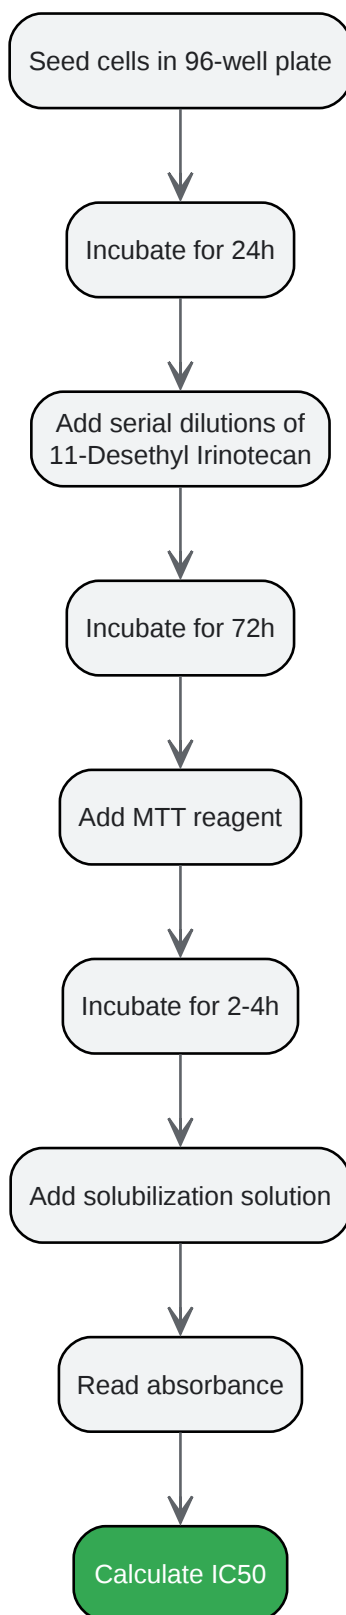 Seed cells in 96-well plate
Incubate for 24h
Add serial dilutions of
11-Desethyl Irinotecan
Incubate for 72h
Add MTT reagent
Incubate for 2-4h
Add solubilization solution
Read absorbance
Calculate IC50